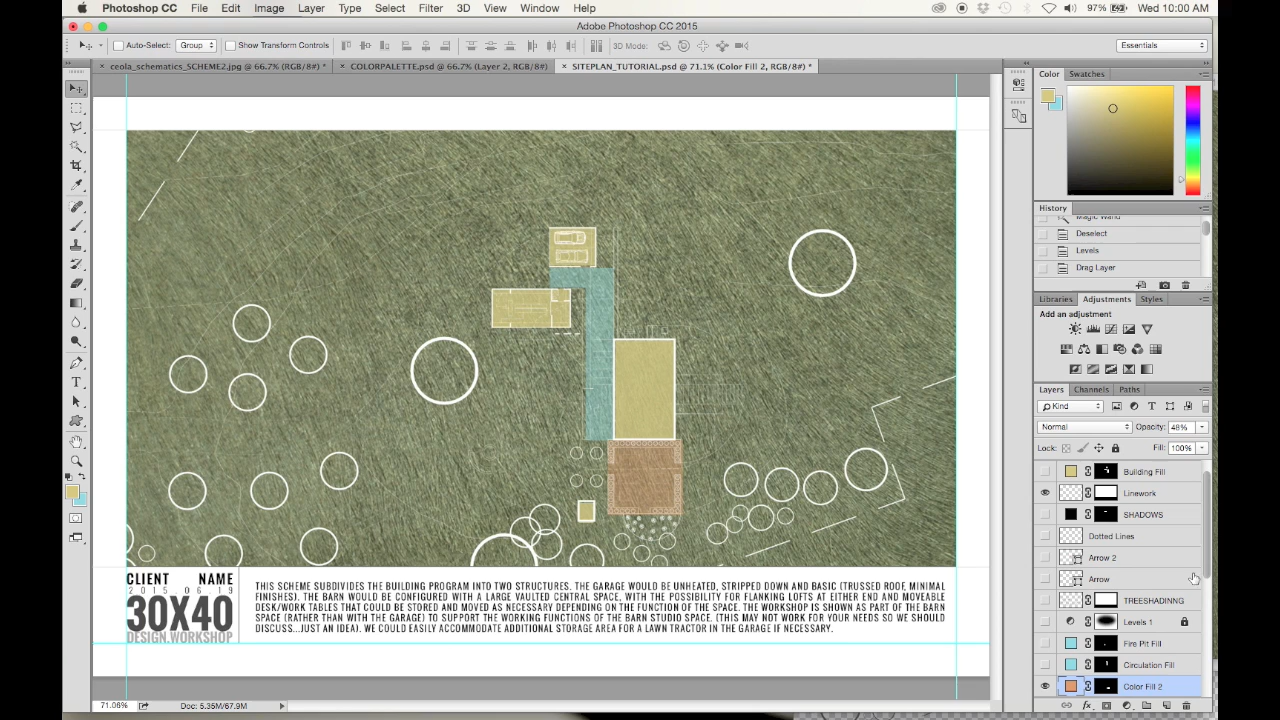 Photoshop CC File Edit Image Layer Type Select Filter 3D View Window Help 97% Wed 10:00 AM
Adobe Photoshop CC 2015
Auto-Select: Group Show Transform Controls 3D Mode: Essentials
ceola_schematics_SCHEME2.jpg @ 66.7% (RGB/8#) * COLORPALETTE.psd @ 66.7% (Layer 2, RGB/8#) SITEPLAN_TUTORIAL.psd @ 71.1% (Color Fill 2, RGB/8#) *
Color Swatches
History
Magic Wand
Deselect
Levels
Drag Layer
Libraries Adjustments Styles
Add an adjustment
Layers Channels Paths
Kind
Normal Opacity: 48%
Lock: Fill: 100%
Building Fill
Linework
SHADOWS
Dotted Lines
Arrow 2
Arrow
TREESHADINNG
Levels 1
Fire Pit Fill
Circulation Fill
Color Fill 2
CLIENT NAME
2015.06.19
30X40
DESIGN.WORKSHOP
THIS SCHEME SUBDIVIDES THE BUILDING PROGRAM INTO TWO STRUCTURES, THE GARAGE WOULD BE UNHEATED, STRIPPED DOWN AND BASIC (TRUSSED ROOF, MINIMAL
FINISHES). THE BARN WOULD BE CONFIGURED WITH A LARGE VAULTED CENTRAL SPACE, WITH THE POSSIBILITY FOR FLANKING LOFTS AT EITHER END AND MOVEABLE
DESK/WORK TABLES THAT COULD BE STORED AND MOVED AS NECESSARY DEPENDING ON THE FUNCTION OF THE SPACE. THE WORKSHOP IS SHOWN AS PART OF THE BARN
SPACE (RATHER THAN WITH THE GARAGE) TO SUPPORT THE WORKING FUNCTIONS OF THE BARN STUDIO SPACE. (THIS MAY NOT WORK FOR YOUR NEEDS SO WE SHOULD
DISCUSS...JUST AN IDEA). WE COULD EASILY ACCOMMODATE ADDITIONAL STORAGE AREA FOR A LAWN TRACTOR IN THE GARAGE IF NECESSARY.
71.06% Doc: 5.35M/67.9M